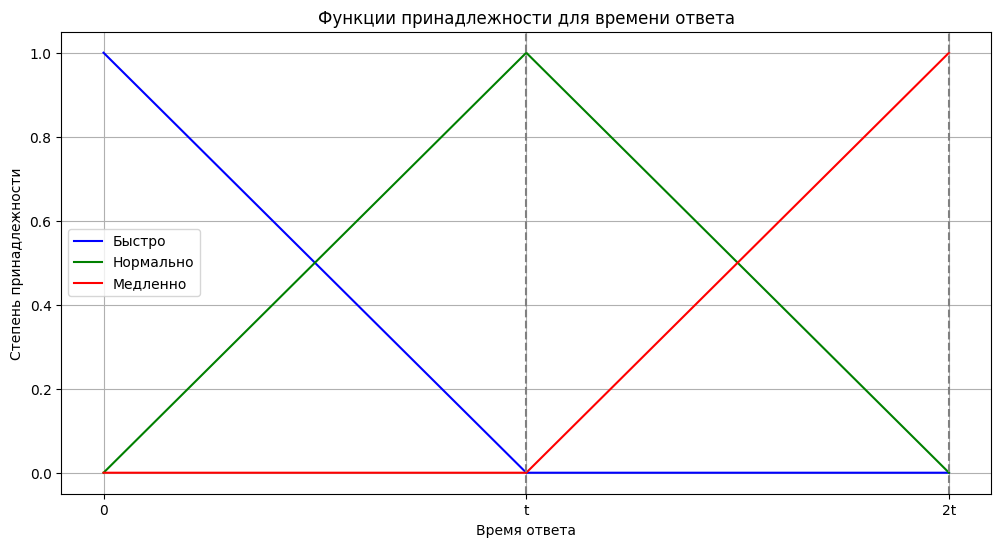 Функции принадлежности для времени ответа
Степень принадлежности
1.0
0.8
0.6
0.4
0.2
0.0
Быстро
Нормально
Медленно
0
t
2t
Время ответа